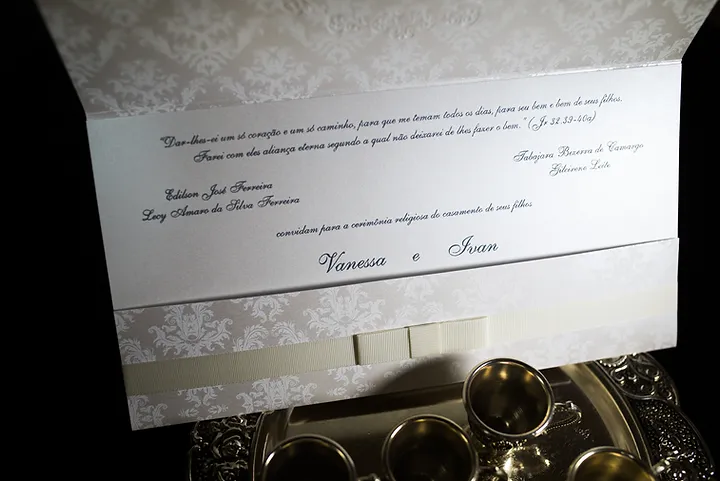 "Dar-lhes-ei um só coração e um só caminho, para que me temam todos os dias, para seu bem e bem de seus filhos.
Farei com eles aliança eterna segundo a qual não deixarei de lhes fazer o bem." (Jr 32.39-40a)
Edilson José Ferreira
Lecy Amaro da Silva Ferreira
Tabajara Bezerra de Camargo
Gilcirene Leite
convidam para a cerimônia religiosa do casamento de seus filhos
Vanessa e Ivan